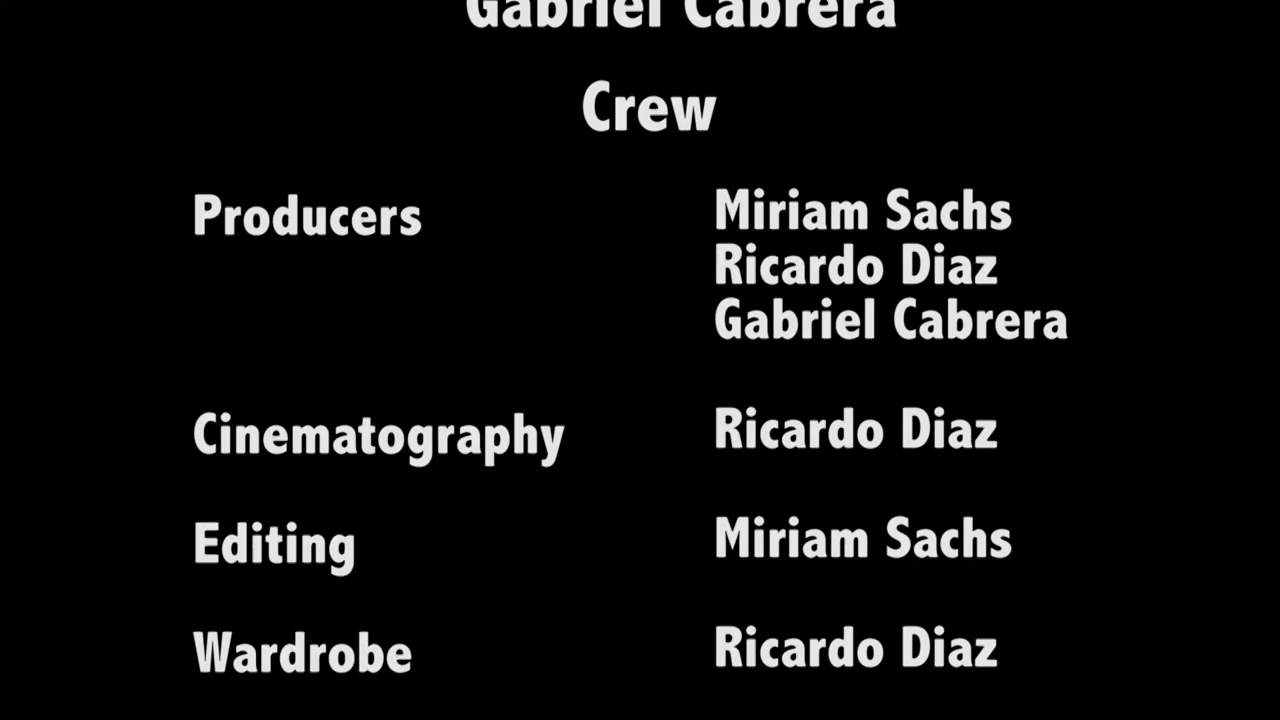 Gabriel Cabrera
Crew
Producers Miriam Sachs
Ricardo Diaz
Gabriel Cabrera
Cinematography Ricardo Diaz
Editing Miriam Sachs
Wardrobe Ricardo Diaz